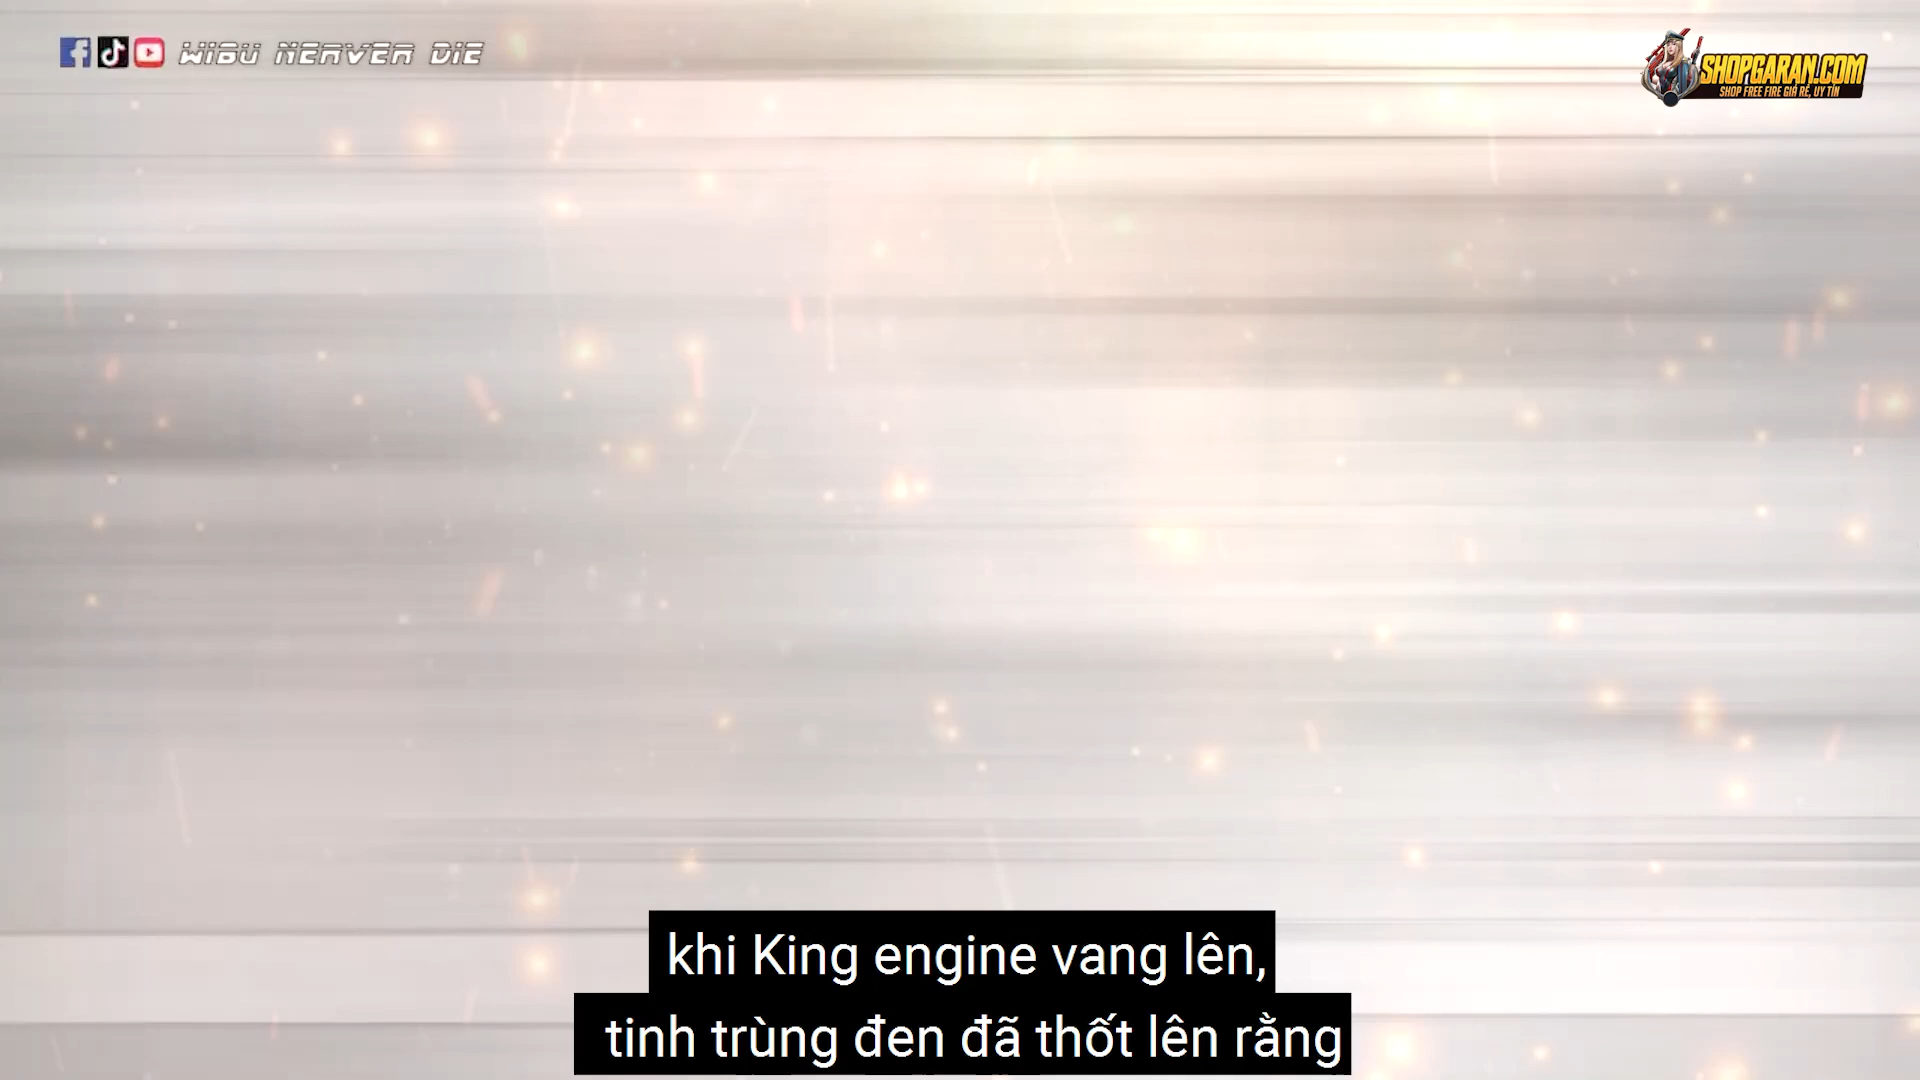 WIBU NERVER DIE
SHOPGARAN.COM
SHOP FREE FIRE GIÁ RẺ, UY TÍN
khi King engine vang lên,
tinh trùng đen đã thốt lên rằng